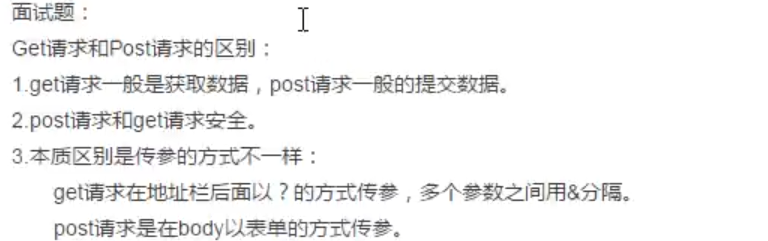 面试题：
Get请求和Post请求的区别：
1.get请求一般是获取数据，post请求一般的提交数据。
2.post请求和get请求安全。
3.本质区别是传参的方式不一样：
get请求在地址栏后面以？的方式传参，多个参数之间用&分隔。
post请求是在body以表单的方式传参。